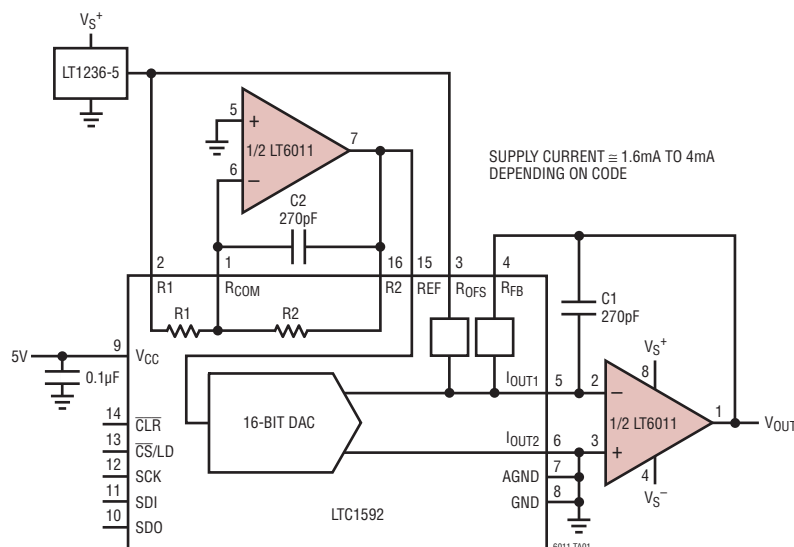 VS+
LT1236-5
5
+
1/2 LT6011
7
6
–
C2
270pF
SUPPLY CURRENT ≅ 1.6mA TO 4mA
DEPENDING ON CODE
2
1
16
15
3
4
R1
RCOM
R2
REF
ROFS
RFB
R1
R2
C1
270pF
5V
9
VCC
0.1µF
16-BIT DAC
IOUT1
5
2
–
VS+
8
1/2 LT6011
1
VOUT
IOUT2
6
3
+
4
VS–
14
CLR
13
CS/LD
12
SCK
11
SDI
10
SDO
AGND
7
GND
8
LTC1592
6011 TA01